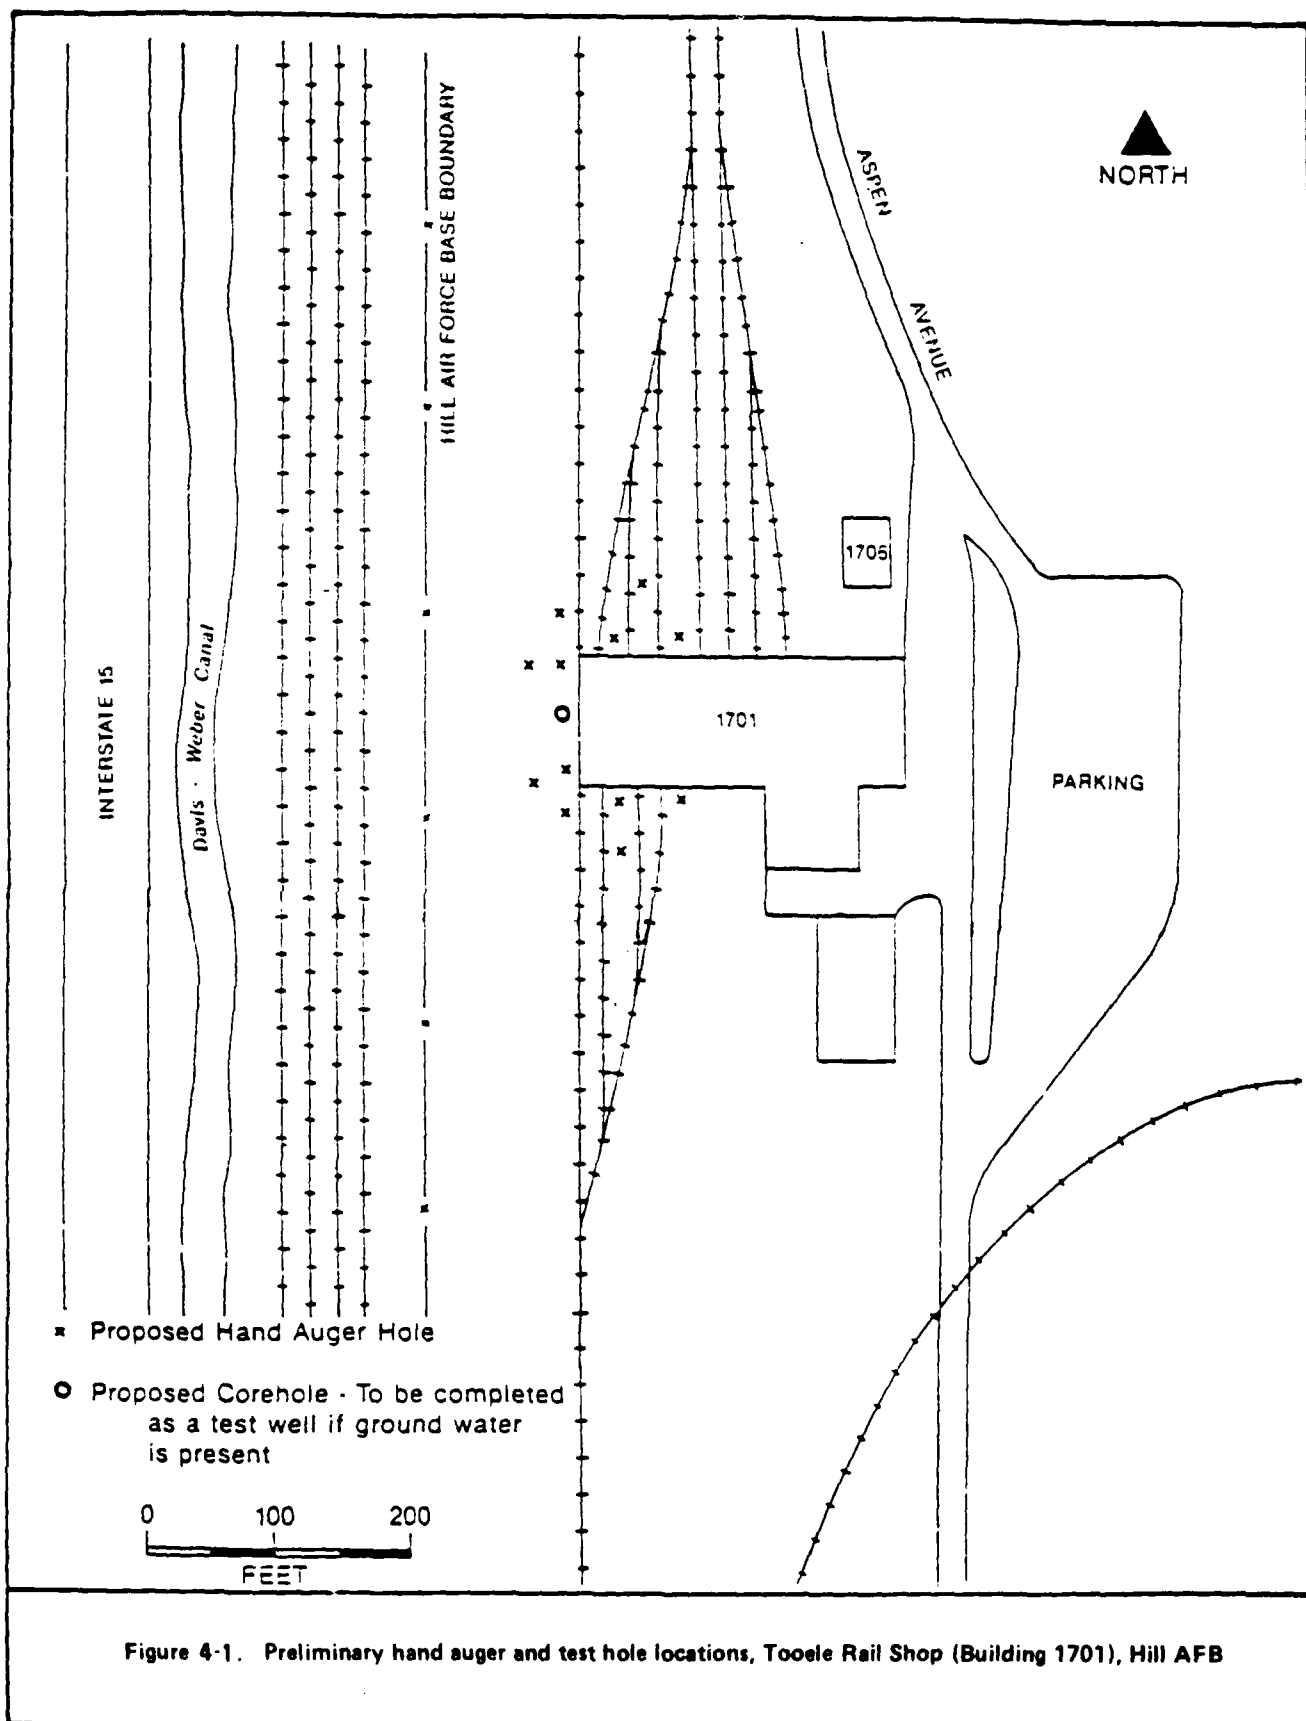 HILL AIR FORCE BASE BOUNDARY
ASPEN
AVENUE
NORTH
1705
1701
INTERSTATE 15
Davis - Weber Canal
PARKING
x Proposed Hand Auger Hole
O Proposed Corehole - To be completed
as a test well if ground water
is present
0 100 200
FEET
Figure 4-1. Preliminary hand auger and test hole locations, Tooele Rail Shop (Building 1701), Hill AFB